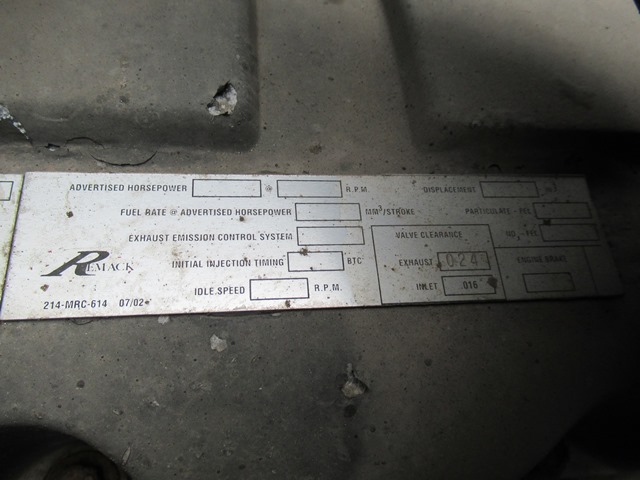 ADVERTISED HORSEPOWER @ R.P.M
DISPLACEMENT
FUEL RATE @ ADVERTISED HORSEPOWER MM³/STROKE
PARTICULATE - FEL
EXHAUST EMISSION CONTROL SYSTEM
VALVE CLEARANCE
REMACK
INITIAL INJECTION TIMING BTC
EXHAUST 024
ENGINE BRAKE
IDLE SPEED R.P.M.
INLET .016
214-MRC-614 07/02